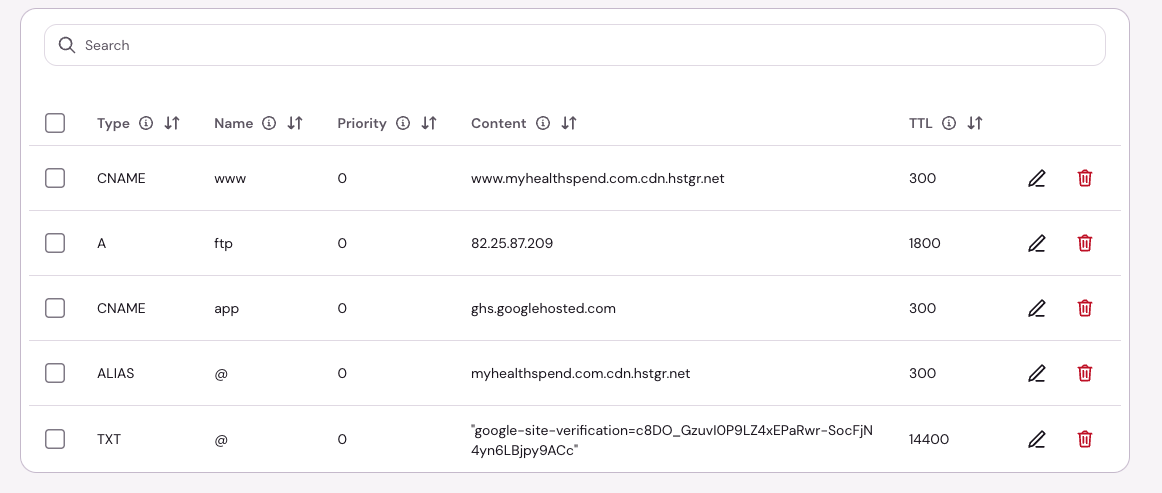 Search
Type Name Priority Content TTL
CNAME www 0 www.myhealthspend.com.cdn.hstgr.net 300
A ftp 0 82.25.87.209 1800
CNAME app 0 ghs.googlehosted.com 300
ALIAS @ 0 myhealthspend.com.cdn.hstgr.net 300
TXT @ 0 "google-site-verification=c8DO_GzuvI0P9LZ4xEPaRwr-SocFjN
4yn6LBjpy9ACc" 14400